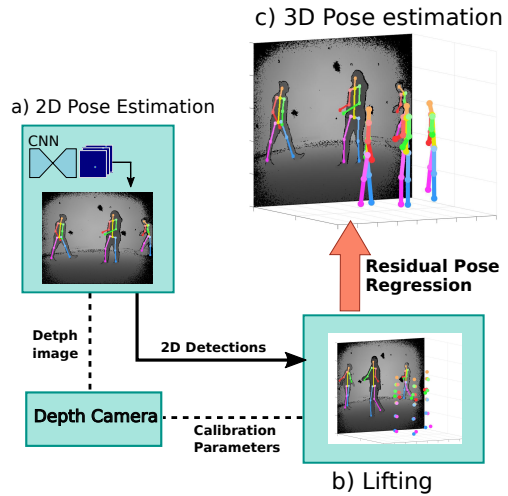 c) 3D Pose estimation
a) 2D Pose Estimation
CNN
Residual Pose
Regression
Detph
image
2D Detections
Depth Camera
Calibration
Parameters
b) Lifting